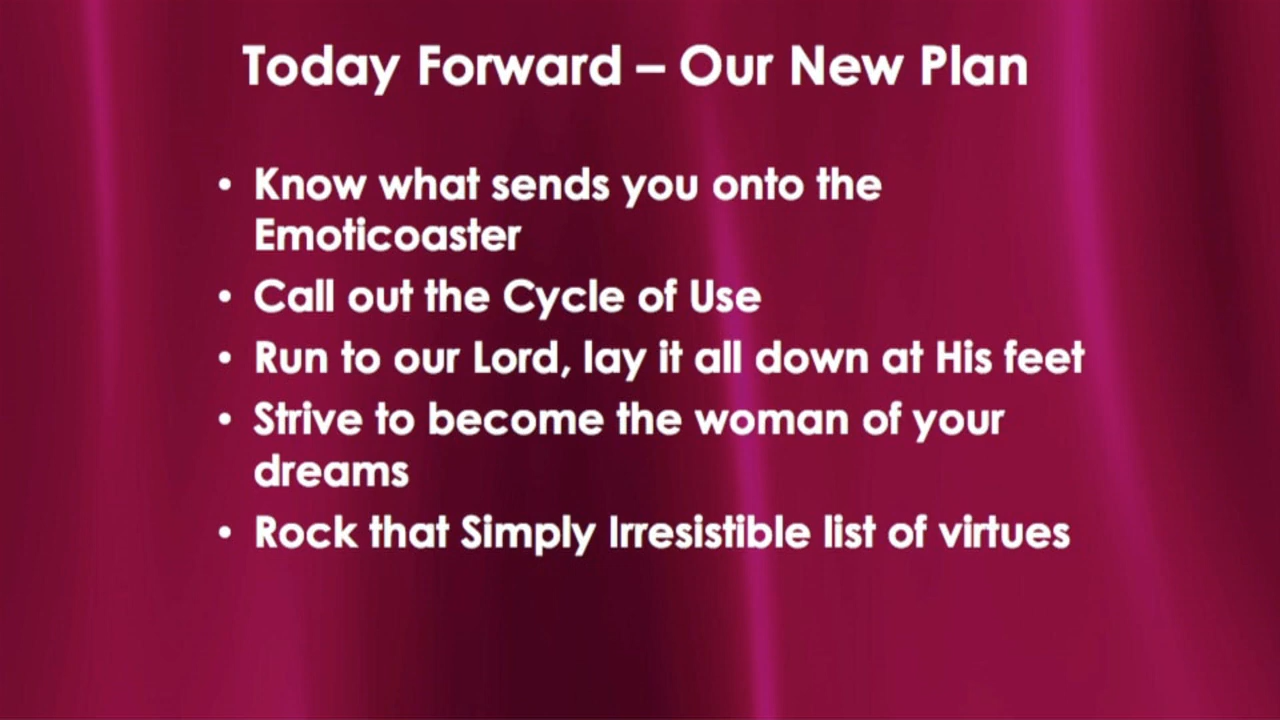 Today Forward – Our New Plan
• Know what sends you onto the
Emoticoaster
• Call out the Cycle of Use
• Run to our Lord, lay it all down at His feet
• Strive to become the woman of your
dreams
• Rock that Simply Irresistible list of virtues